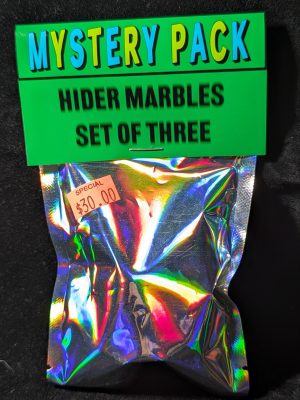 MYSTERY PACK
HIDER MARBLES
SET OF THREE
SPECIAL
$30.00